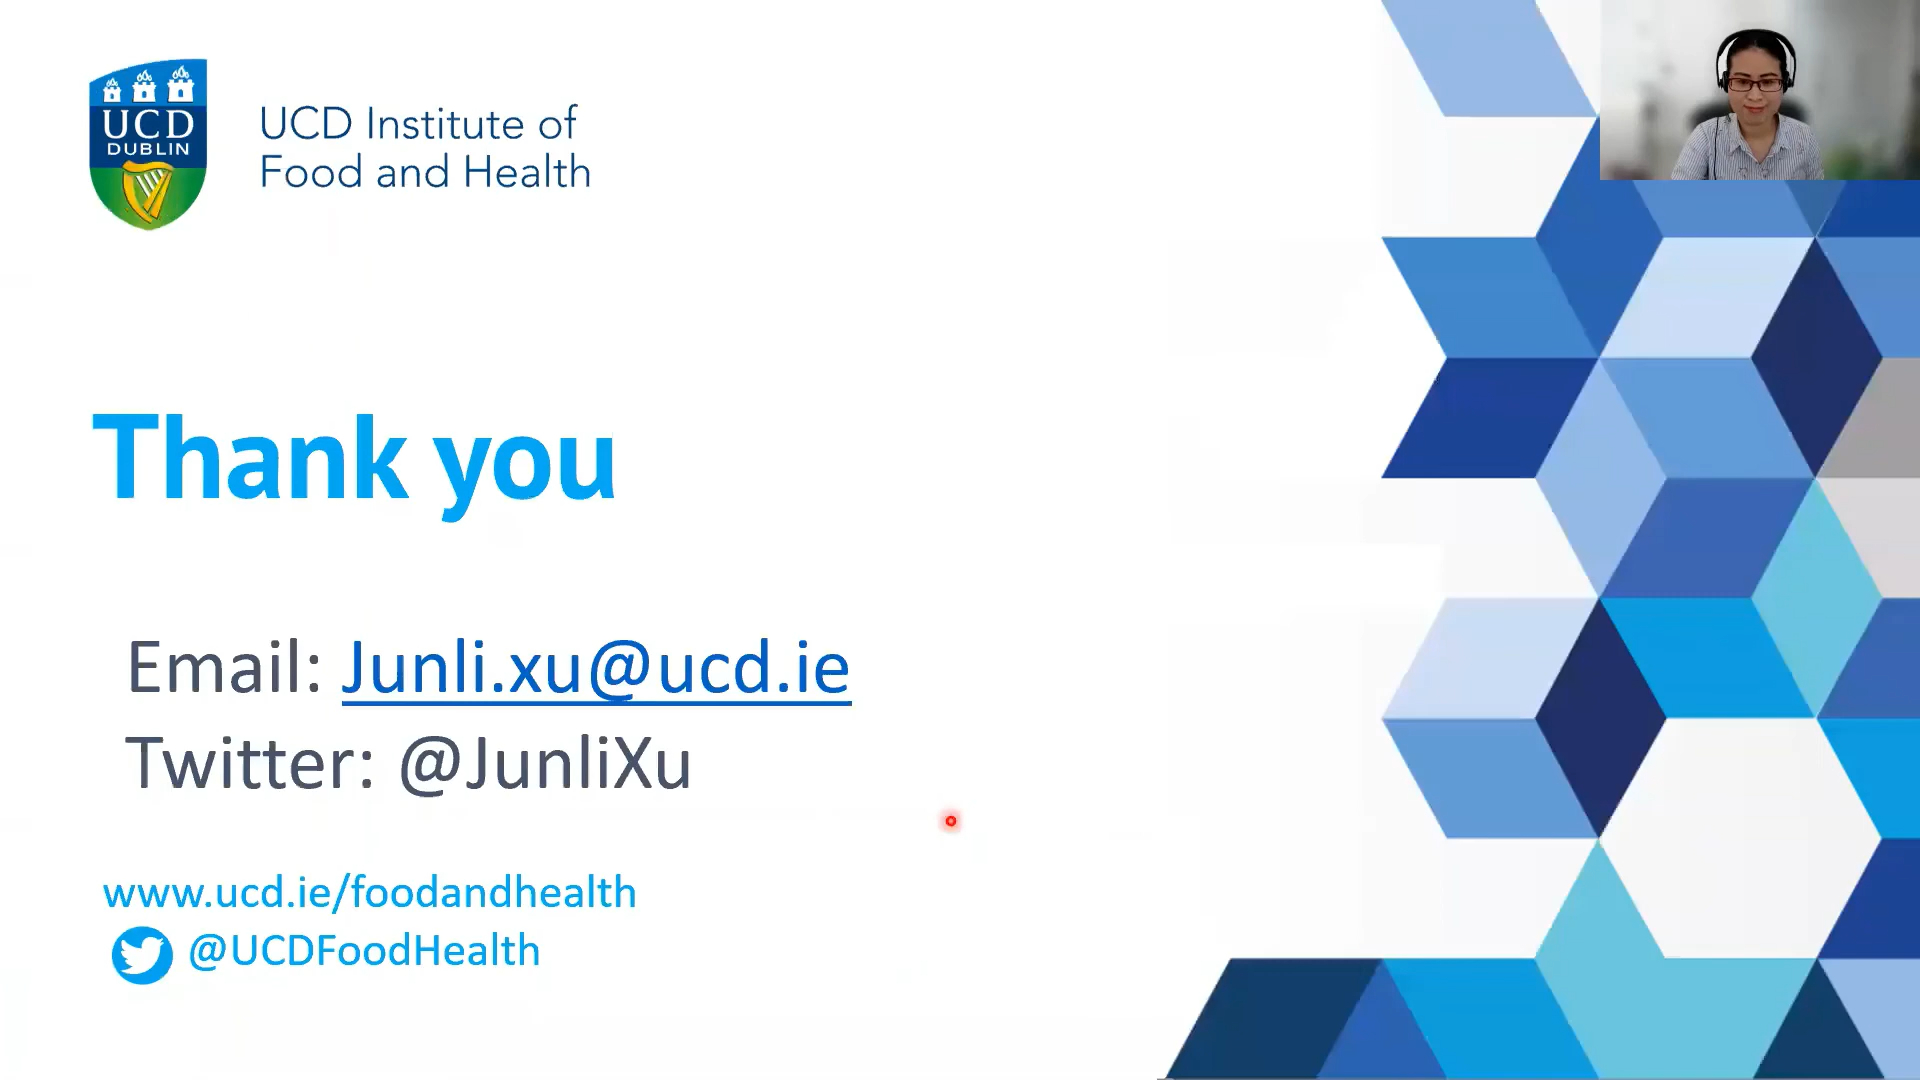 UCD
DUBLIN
UCD Institute of
Food and Health
Thank you
Email: Junli.xu@ucd.ie
Twitter: @JunliXu
www.ucd.ie/foodandhealth
@UCDFoodHealth